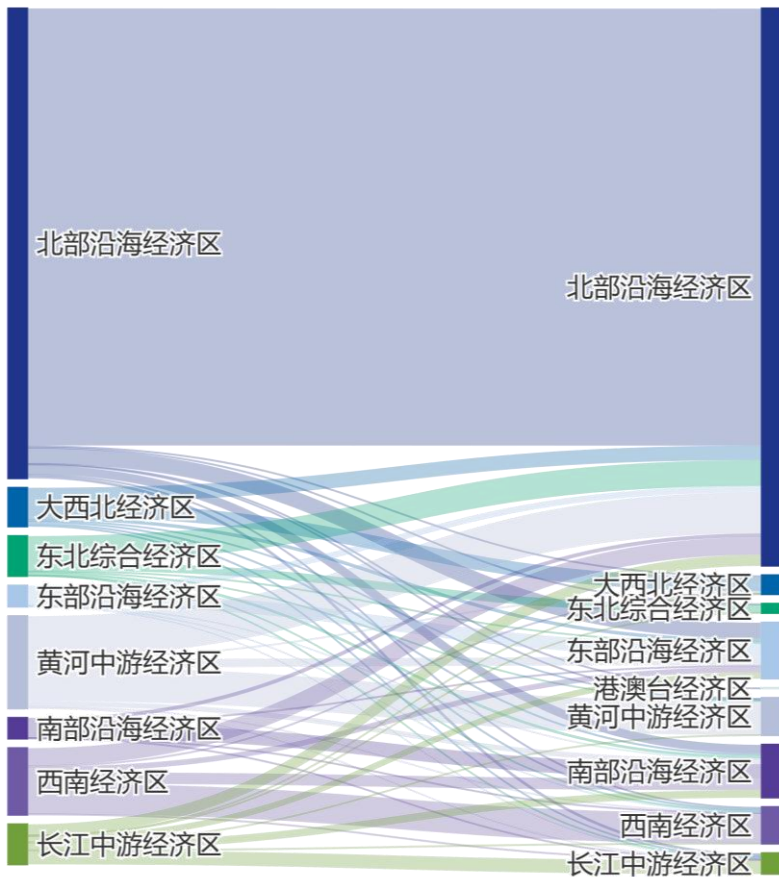 北部沿海经济区
大西北经济区
东北综合经济区
东部沿海经济区
黄河中游经济区
南部沿海经济区
西南经济区
长江中游经济区
北部沿海经济区
大西北经济区
东北综合经济区
东部沿海经济区
港澳台经济区
黄河中游经济区
南部沿海经济区
西南经济区
长江中游经济区